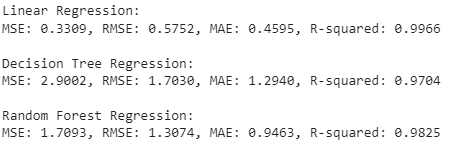 Linear Regression:
MSE: 0.3309, RMSE: 0.5752, MAE: 0.4595, R-squared: 0.9966
Decision Tree Regression:
MSE: 2.9002, RMSE: 1.7030, MAE: 1.2940, R-squared: 0.9704
Random Forest Regression:
MSE: 1.7093, RMSE: 1.3074, MAE: 0.9463, R-squared: 0.9825